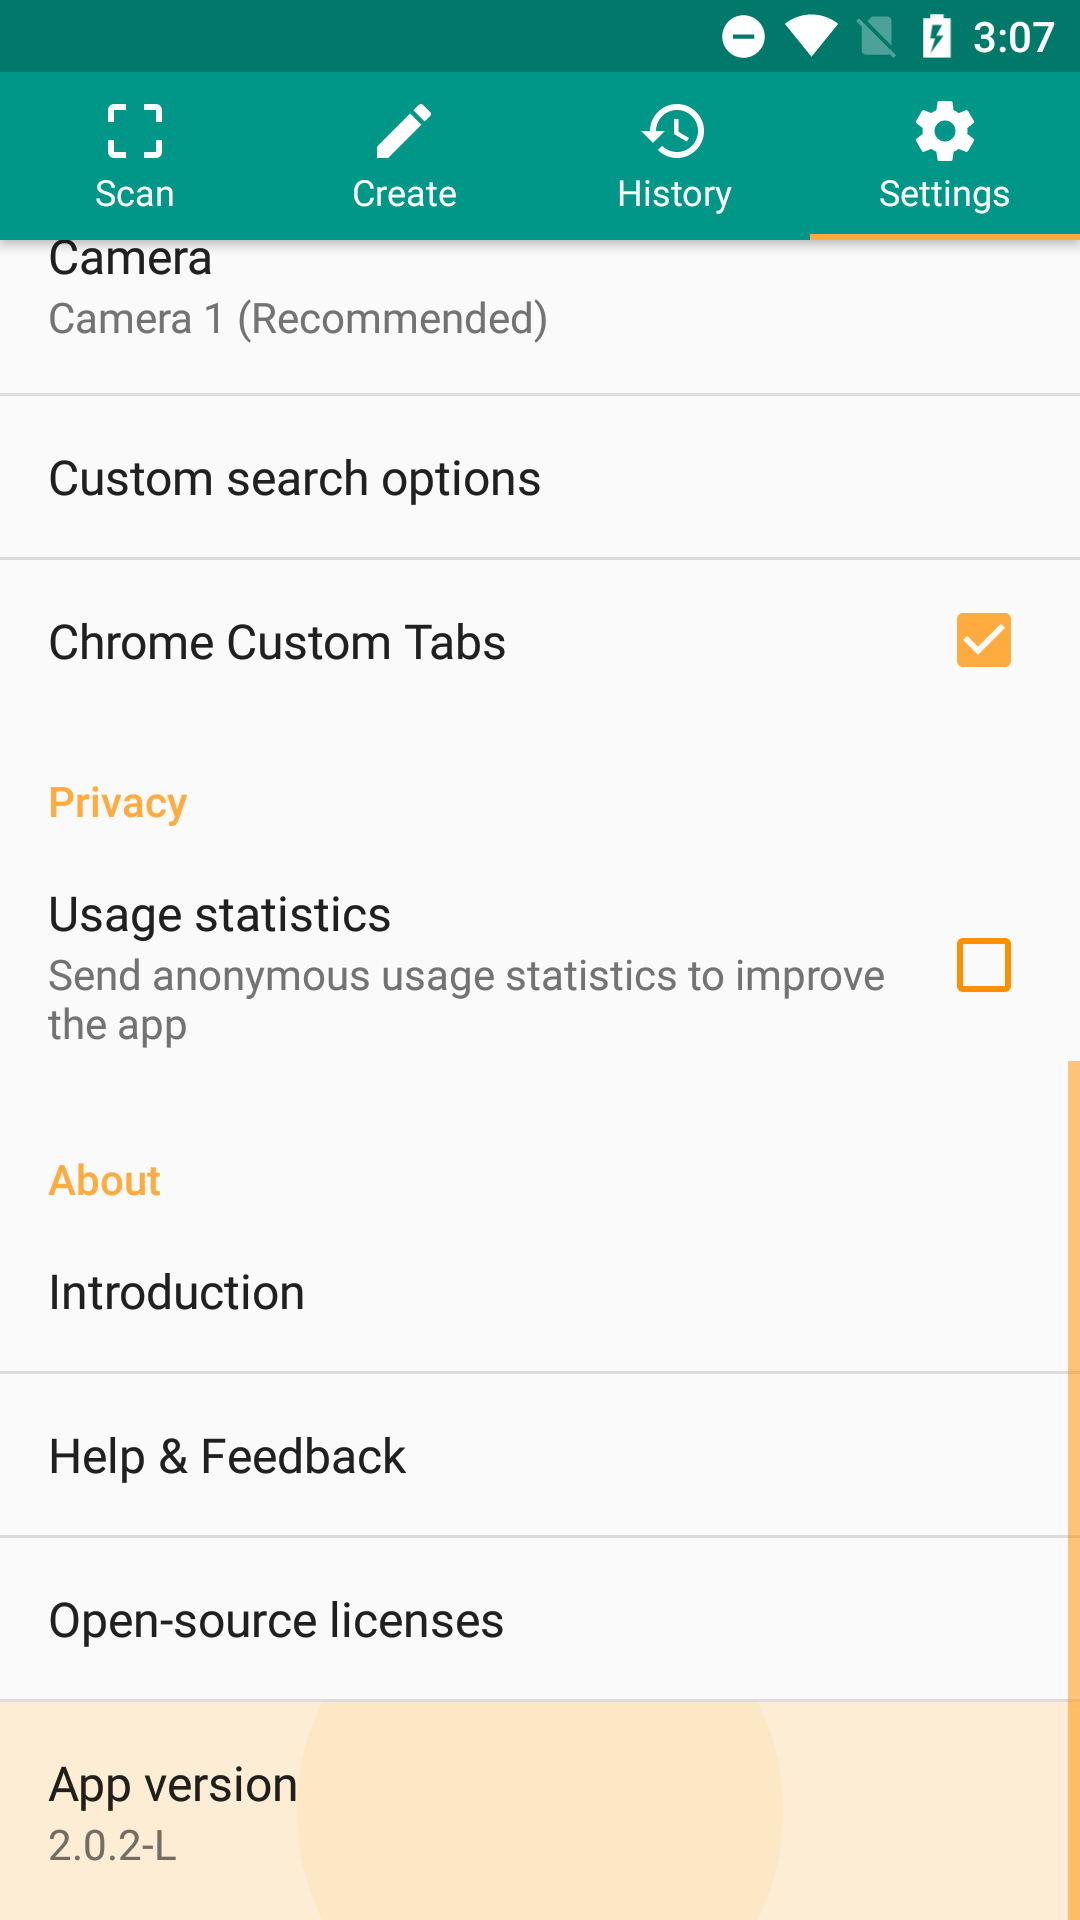 3:07
Scan
Create
History
Settings
Camera
Camera 1 (Recommended)
Custom search options
Chrome Custom Tabs
Privacy
Usage statistics
Send anonymous usage statistics to improve
the app
About
Introduction
Help & Feedback
Open-source licenses
App version
2.0.2-L